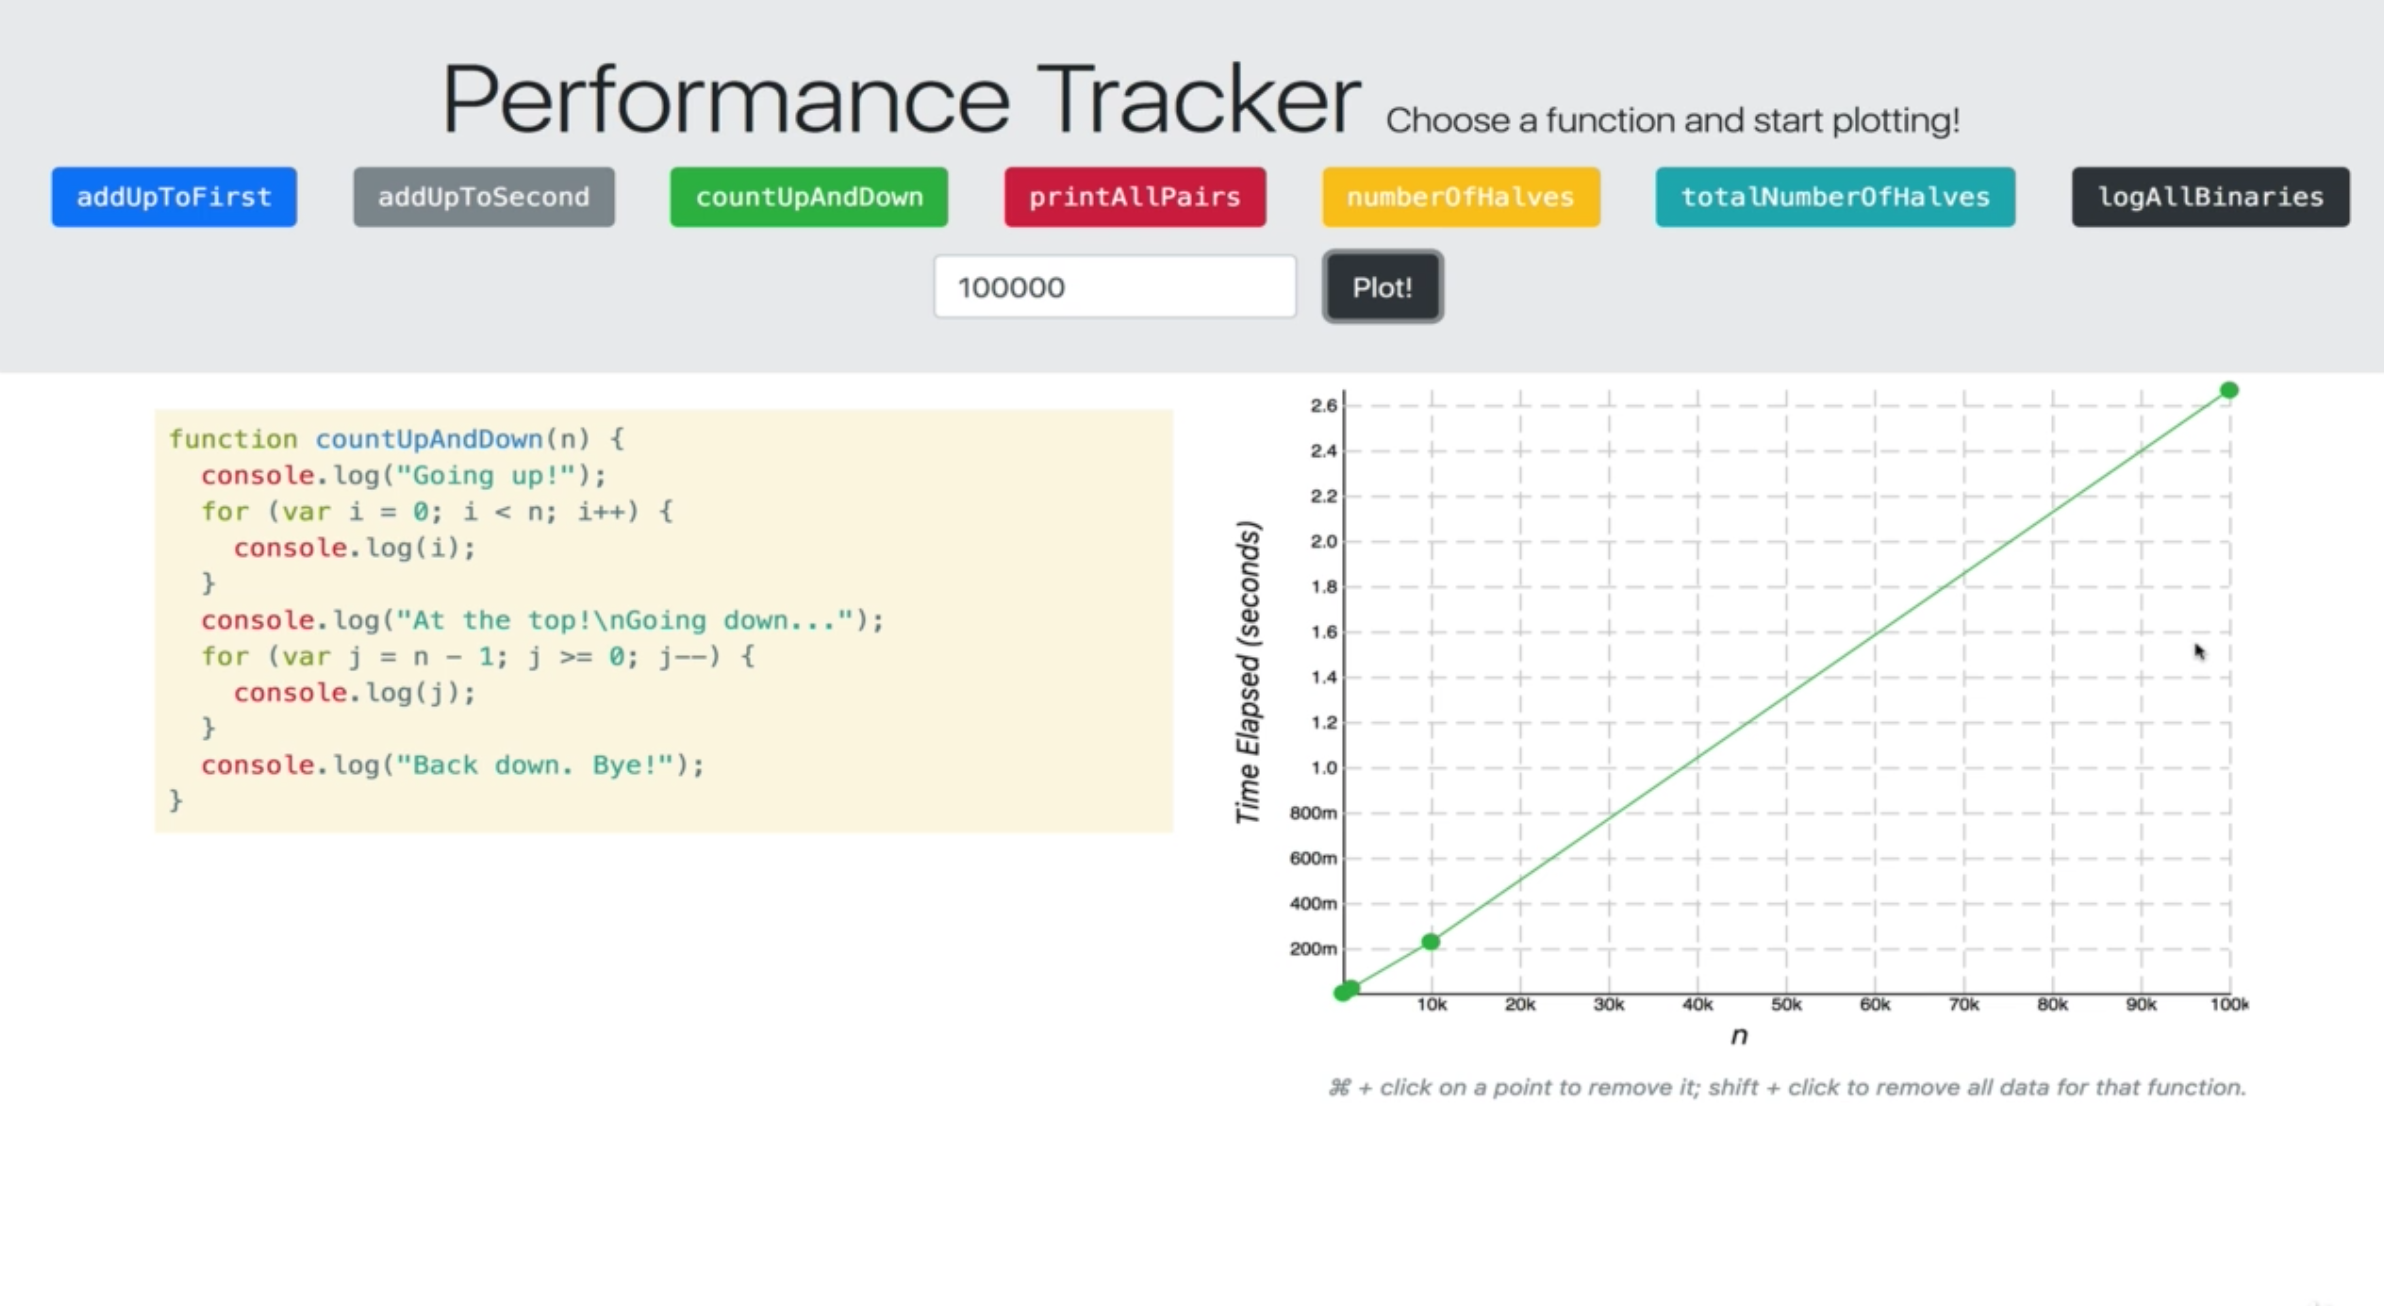 Performance Tracker Choose a function and start plotting!
addUpToFirst addUpToSecond countUpAndDown printAllPairs numberOfHalves totalNumberOfHalves logAllBinaries
100000 Plot!
function countUpAndDown(n) {
  console.log("Going up!");
  for (var i = 0; i < n; i++) {
    console.log(i);
  }
  console.log("At the top!\nGoing down...");
  for (var j = n - 1; j >= 0; j--) {
    console.log(j);
  }
  console.log("Back down. Bye!");
}
Time Elapsed (seconds)
2.6
2.4
2.2
2.0
1.8
1.6
1.4
1.2
1.0
800m
600m
400m
200m
10k 20k 30k 40k 50k 60k 70k 80k 90k 100k
n
⌘ + click on a point to remove it; shift + click to remove all data for that function.